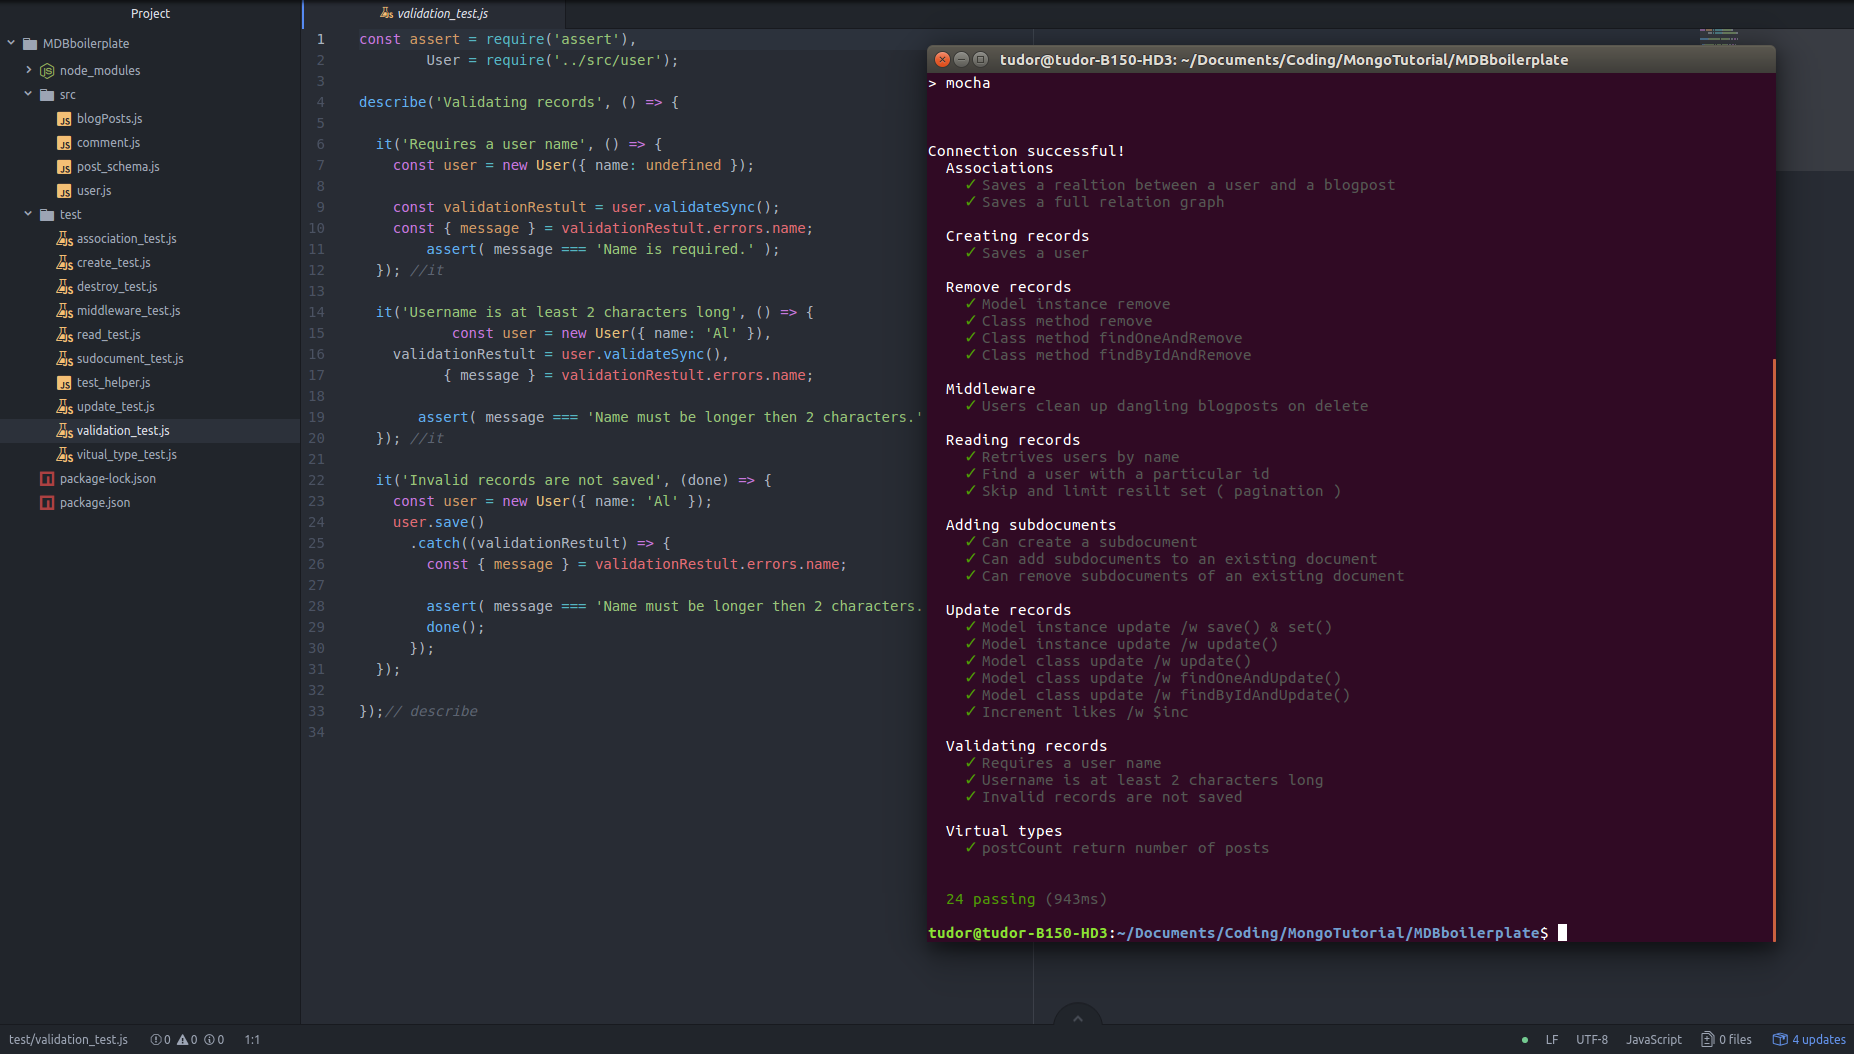 Project
MDBboilerplate
node_modules
src
blogPosts.js
comment.js
post_schema.js
user.js
test
association_test.js
create_test.js
destroy_test.js
middleware_test.js
read_test.js
sudocument_test.js
test_helper.js
update_test.js
validation_test.js
vitual_type_test.js
package-lock.json
package.json
validation_test.js
1 const assert = require('assert'),
2 User = require('../src/user');
3
4 describe('Validating records', () => {
5
6 it('Requires a user name', () => {
7 const user = new User({ name: undefined });
8
9 const validationRestult = user.validateSync();
10 const { message } = validationRestult.errors.name;
11 assert( message === 'Name is required.' );
12 }); //it
13
14 it('Username is at least 2 characters long', () => {
15 const user = new User({ name: 'Al' }),
16 validationRestult = user.validateSync(),
17 { message } = validationRestult.errors.name;
18
19 assert( message === 'Name must be longer then 2 characters.'
20 }); //it
21
22 it('Invalid records are not saved', (done) => {
23 const user = new User({ name: 'Al' });
24 user.save()
25 .catch((validationRestult) => {
26 const { message } = validationRestult.errors.name;
27
28 assert( message === 'Name must be longer then 2 characters.
29 done();
30 });
31 });
32
33 });// describe
34
tudor@tudor-B150-HD3: ~/Documents/Coding/MongoTutorial/MDBboilerplate
> mocha
Connection successful!
Associations
✓ Saves a realtion between a user and a blogpost
✓ Saves a full relation graph
Creating records
✓ Saves a user
Remove records
✓ Model instance remove
✓ Class method remove
✓ Class method findOneAndRemove
✓ Class method findByIdAndRemove
Middleware
✓ Users clean up dangling blogposts on delete
Reading records
✓ Retrives users by name
✓ Find a user with a particular id
✓ Skip and limit resilt set ( pagination )
Adding subdocuments
✓ Can create a subdocument
✓ Can add subdocuments to an existing document
✓ Can remove subdocuments of an existing document
Update records
✓ Model instance update /w save() & set()
✓ Model instance update /w update()
✓ Model class update /w update()
✓ Model class update /w findOneAndUpdate()
✓ Model class update /w findByIdAndUpdate()
✓ Increment likes /w $inc
Validating records
✓ Requires a user name
✓ Username is at least 2 characters long
✓ Invalid records are not saved
Virtual types
✓ postCount return number of posts
24 passing (943ms)
tudor@tudor-B150-HD3:~/Documents/Coding/MongoTutorial/MDBboilerplate$
test/validation_test.js 0 0 0 1:1 LF UTF-8 JavaScript 0 files 4 updates